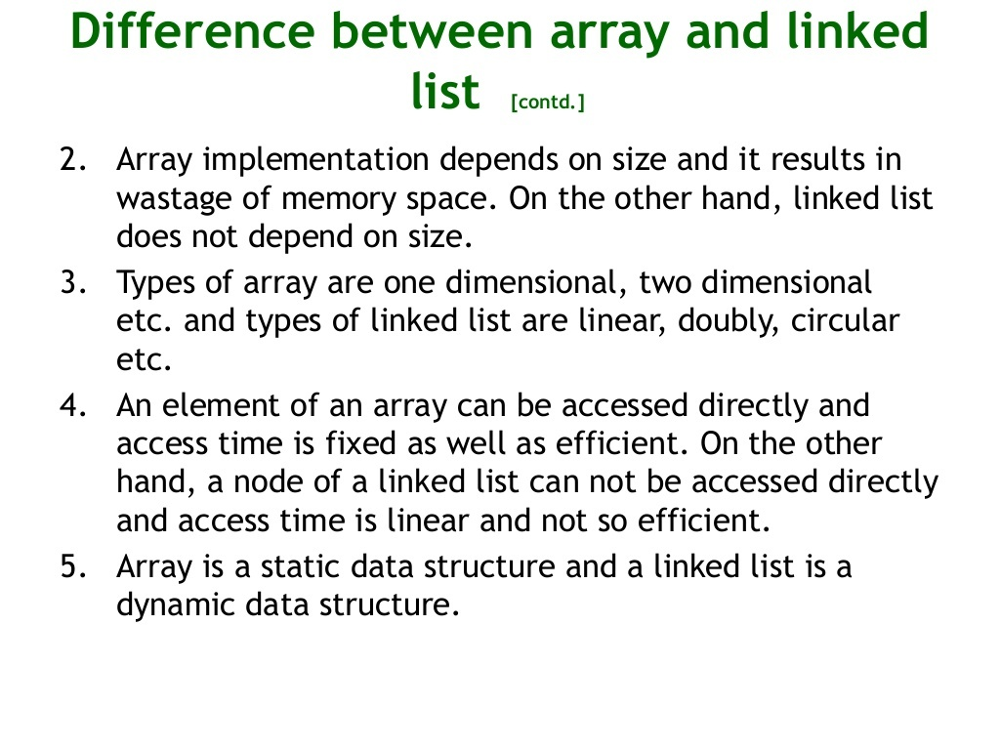 Difference between array and linked
list [contd.]
2. Array implementation depends on size and it results in
wastage of memory space. On the other hand, linked list
does not depend on size.
3. Types of array are one dimensional, two dimensional
etc. and types of linked list are linear, doubly, circular
etc.
4. An element of an array can be accessed directly and
access time is fixed as well as efficient. On the other
hand, a node of a linked list can not be accessed directly
and access time is linear and not so efficient.
5. Array is a static data structure and a linked list is a
dynamic data structure.